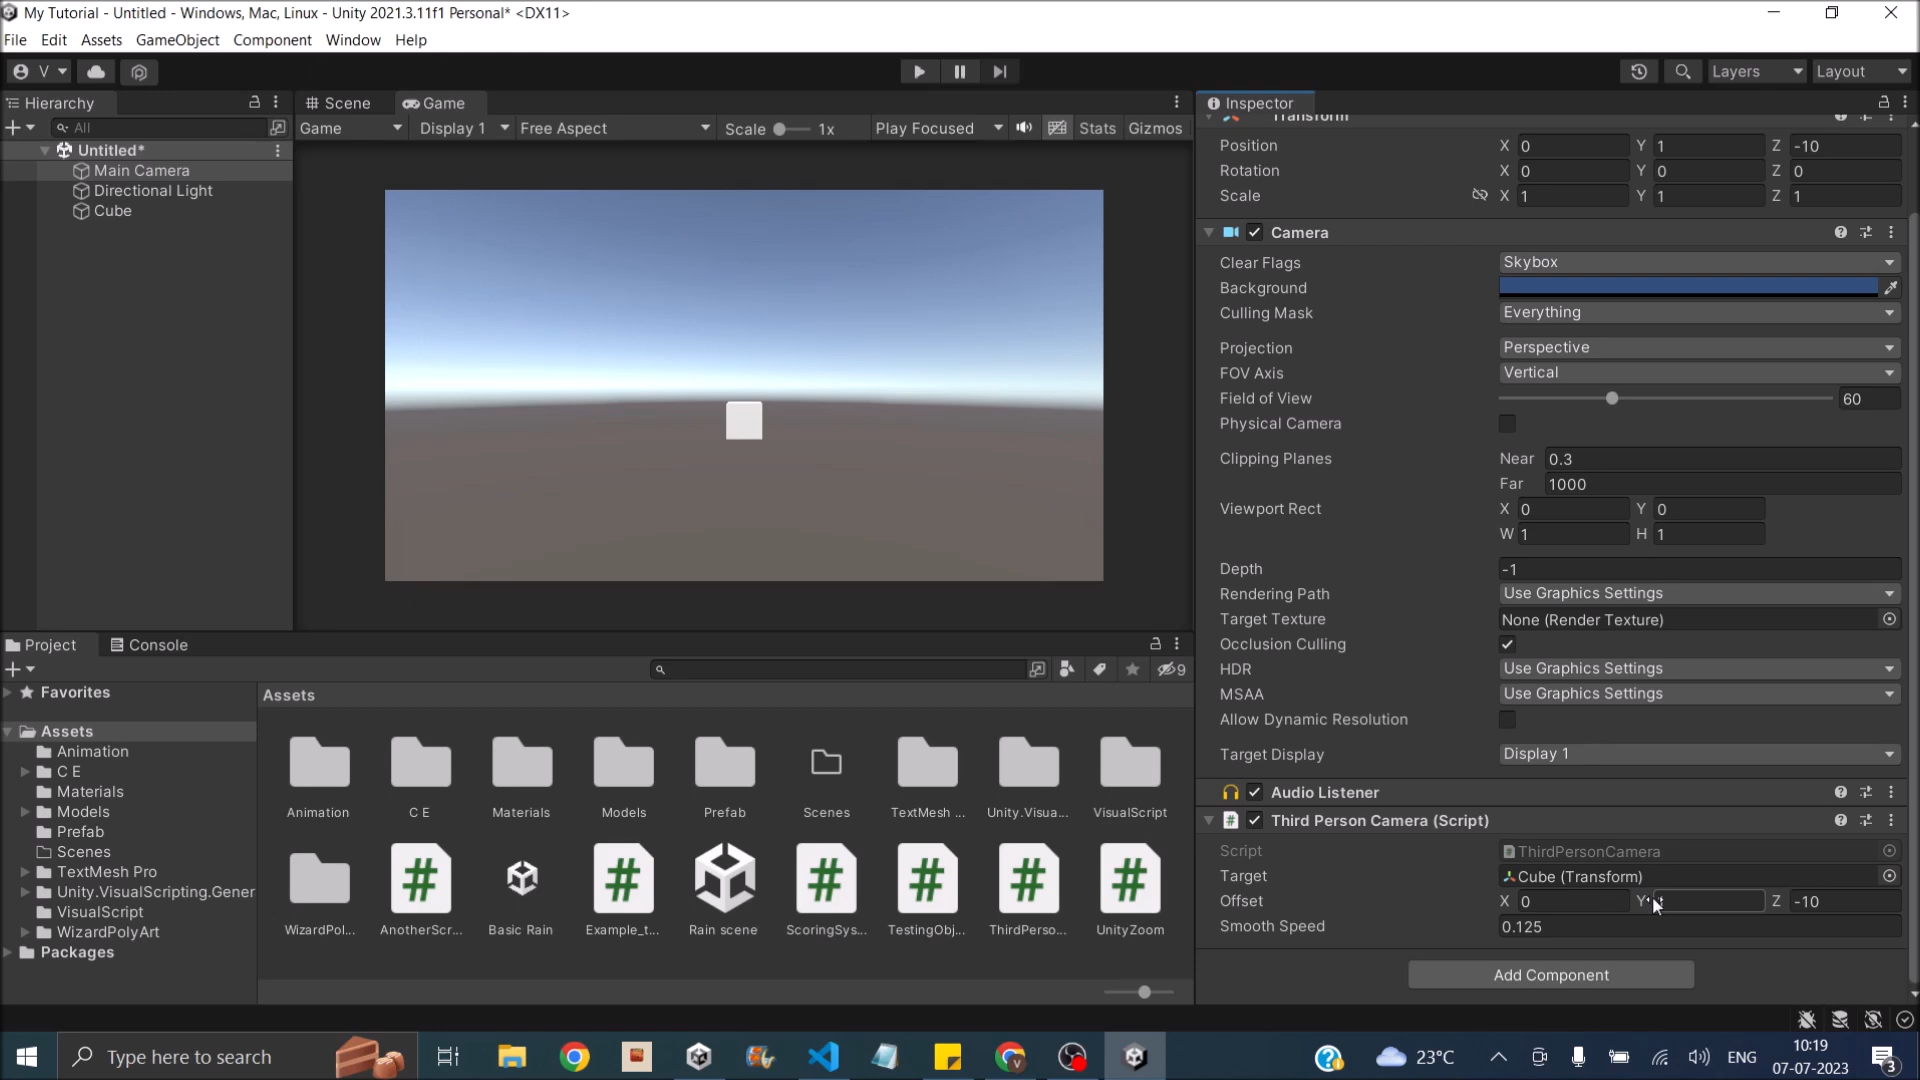 My Tutorial - Untitled - Windows, Mac, Linux - Unity 2021.3.11f1 Personal* <DX11>
File Edit Assets GameObject Component Window Help
V Layers Layout
Hierarchy
All
Untitled*
Main Camera
Directional Light
Cube
Scene Game
Game Display 1 Free Aspect Scale 1x Play Focused Stats Gizmos
Inspector
Transform
Position X 0 Y 1 Z -10
Rotation X 0 Y 0 Z 0
Scale X 1 Y 1 Z 1
Camera
Clear Flags Skybox
Background
Culling Mask Everything
Projection Perspective
FOV Axis Vertical
Field of View 60
Physical Camera
Clipping Planes Near 0.3
Far 1000
Viewport Rect X 0 Y 0
W 1 H 1
Depth -1
Rendering Path Use Graphics Settings
Target Texture None (Render Texture)
Occlusion Culling
HDR Use Graphics Settings
MSAA Use Graphics Settings
Allow Dynamic Resolution
Target Display Display 1
Audio Listener
Third Person Camera (Script)
Script ThirdPersonCamera
Target Cube (Transform)
Offset X 0 Y Z -10
Smooth Speed 0.125
Add Component
Project Console
9
Favorites
Assets
Animation
C E
Materials
Models
Prefab
Scenes
TextMesh Pro
Unity.VisualScripting.Gener
VisualScript
WizardPolyArt
Packages
Assets
Animation C E Materials Models Prefab Scenes TextMesh ... Unity.Visua... VisualScript
WizardPol... AnotherScr... Basic Rain Example_t... Rain scene ScoringSys... TestingObj... ThirdPerso... UnityZoom
Type here to search
23°C
ENG
10:19
07-07-2023
3